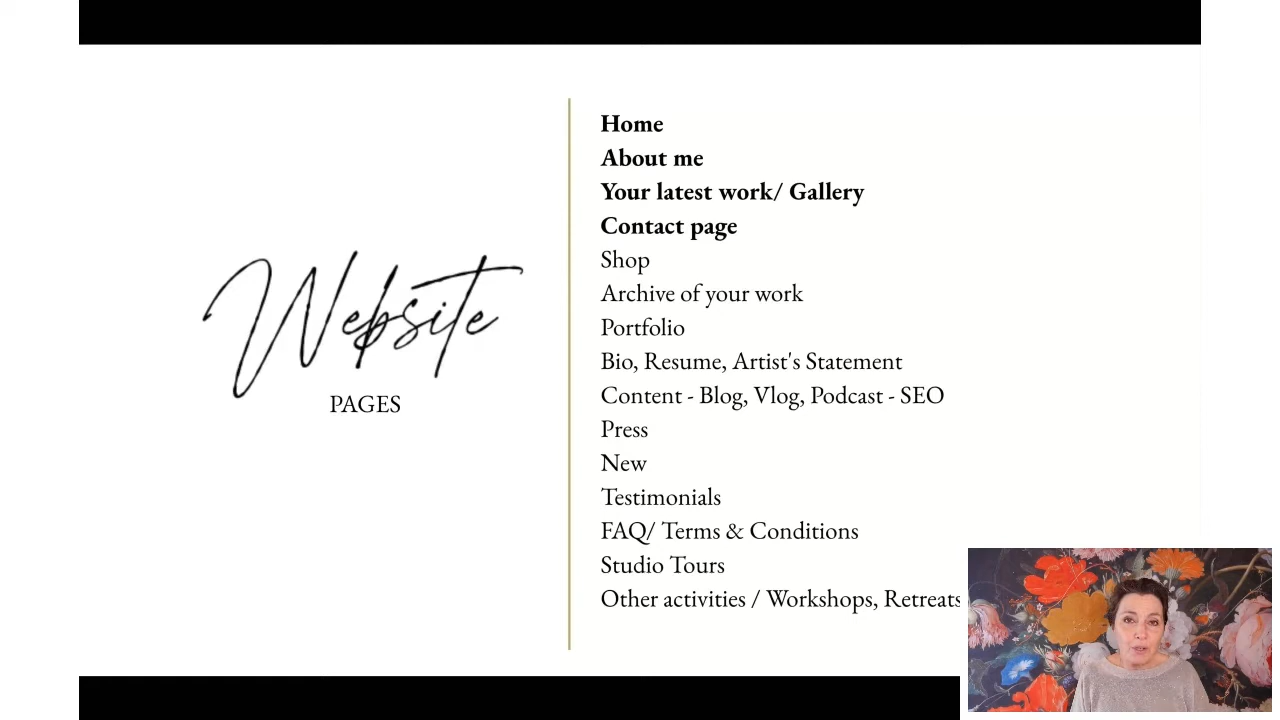 Website
PAGES
Home
About me
Your latest work/ Gallery
Contact page
Shop
Archive of your work
Portfolio
Bio, Resume, Artist's Statement
Content - Blog, Vlog, Podcast - SEO
Press
New
Testimonials
FAQ/ Terms & Conditions
Studio Tours
Other activities / Workshops, Retreats